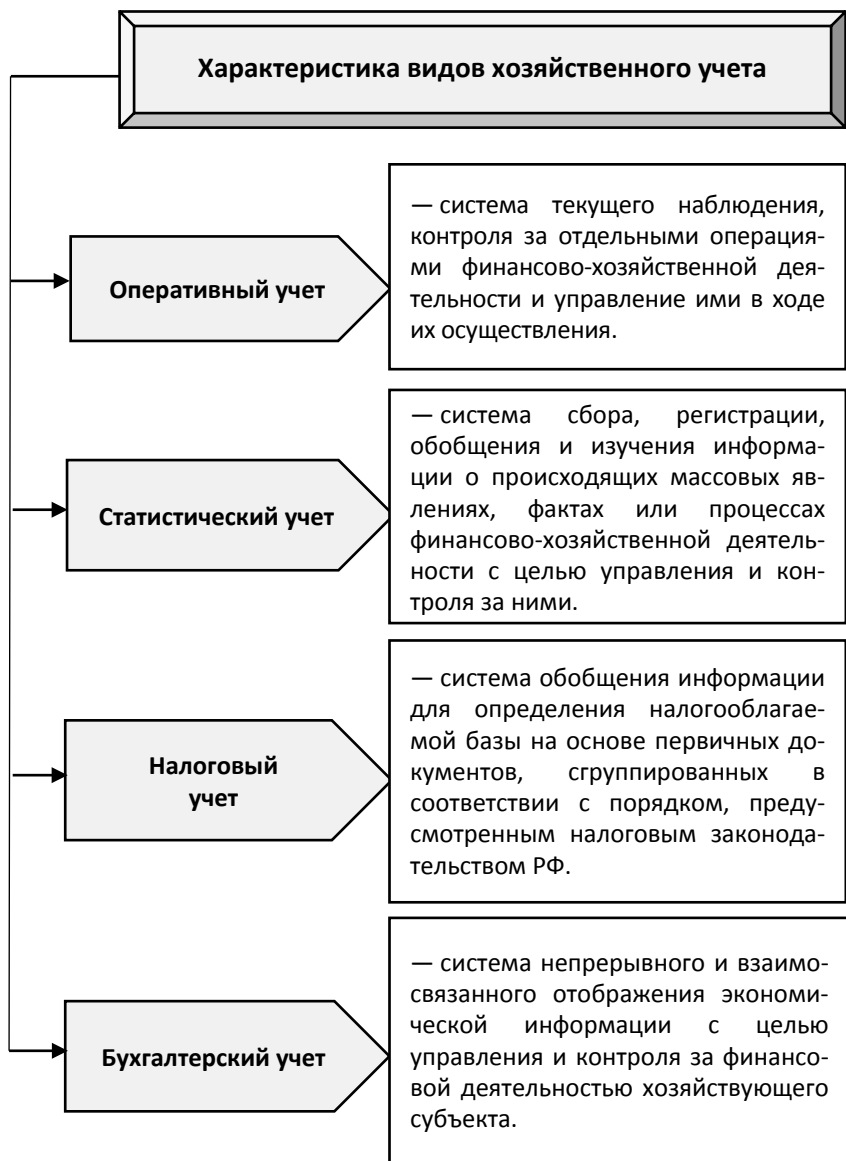 Характеристика видов хозяйственного учета
Оперативный учет
— система текущего наблюдения,
контроля за отдельными операция-
ми финансово-хозяйственной дея-
тельности и управление ими в ходе
их осуществления.
Статистический учет
— система сбора, регистрации,
обобщения и изучения информа-
ции о происходящих массовых яв-
лениях, фактах или процессах
финансово-хозяйственной деятель-
ности с целью управления и кон-
троля за ними.
Налоговый
учет
— система обобщения информации
для определения налогооблагае-
мой базы на основе первичных до-
кументов, сгруппированных в
соответствии с порядком, преду-
смотренным налоговым законода-
тельством РФ.
Бухгалтерский учет
— система непрерывного и взаимо-
связанного отображения экономи-
ческой информации с целью
управления и контроля за финансо-
вой деятельностью хозяйствующего
субъекта.